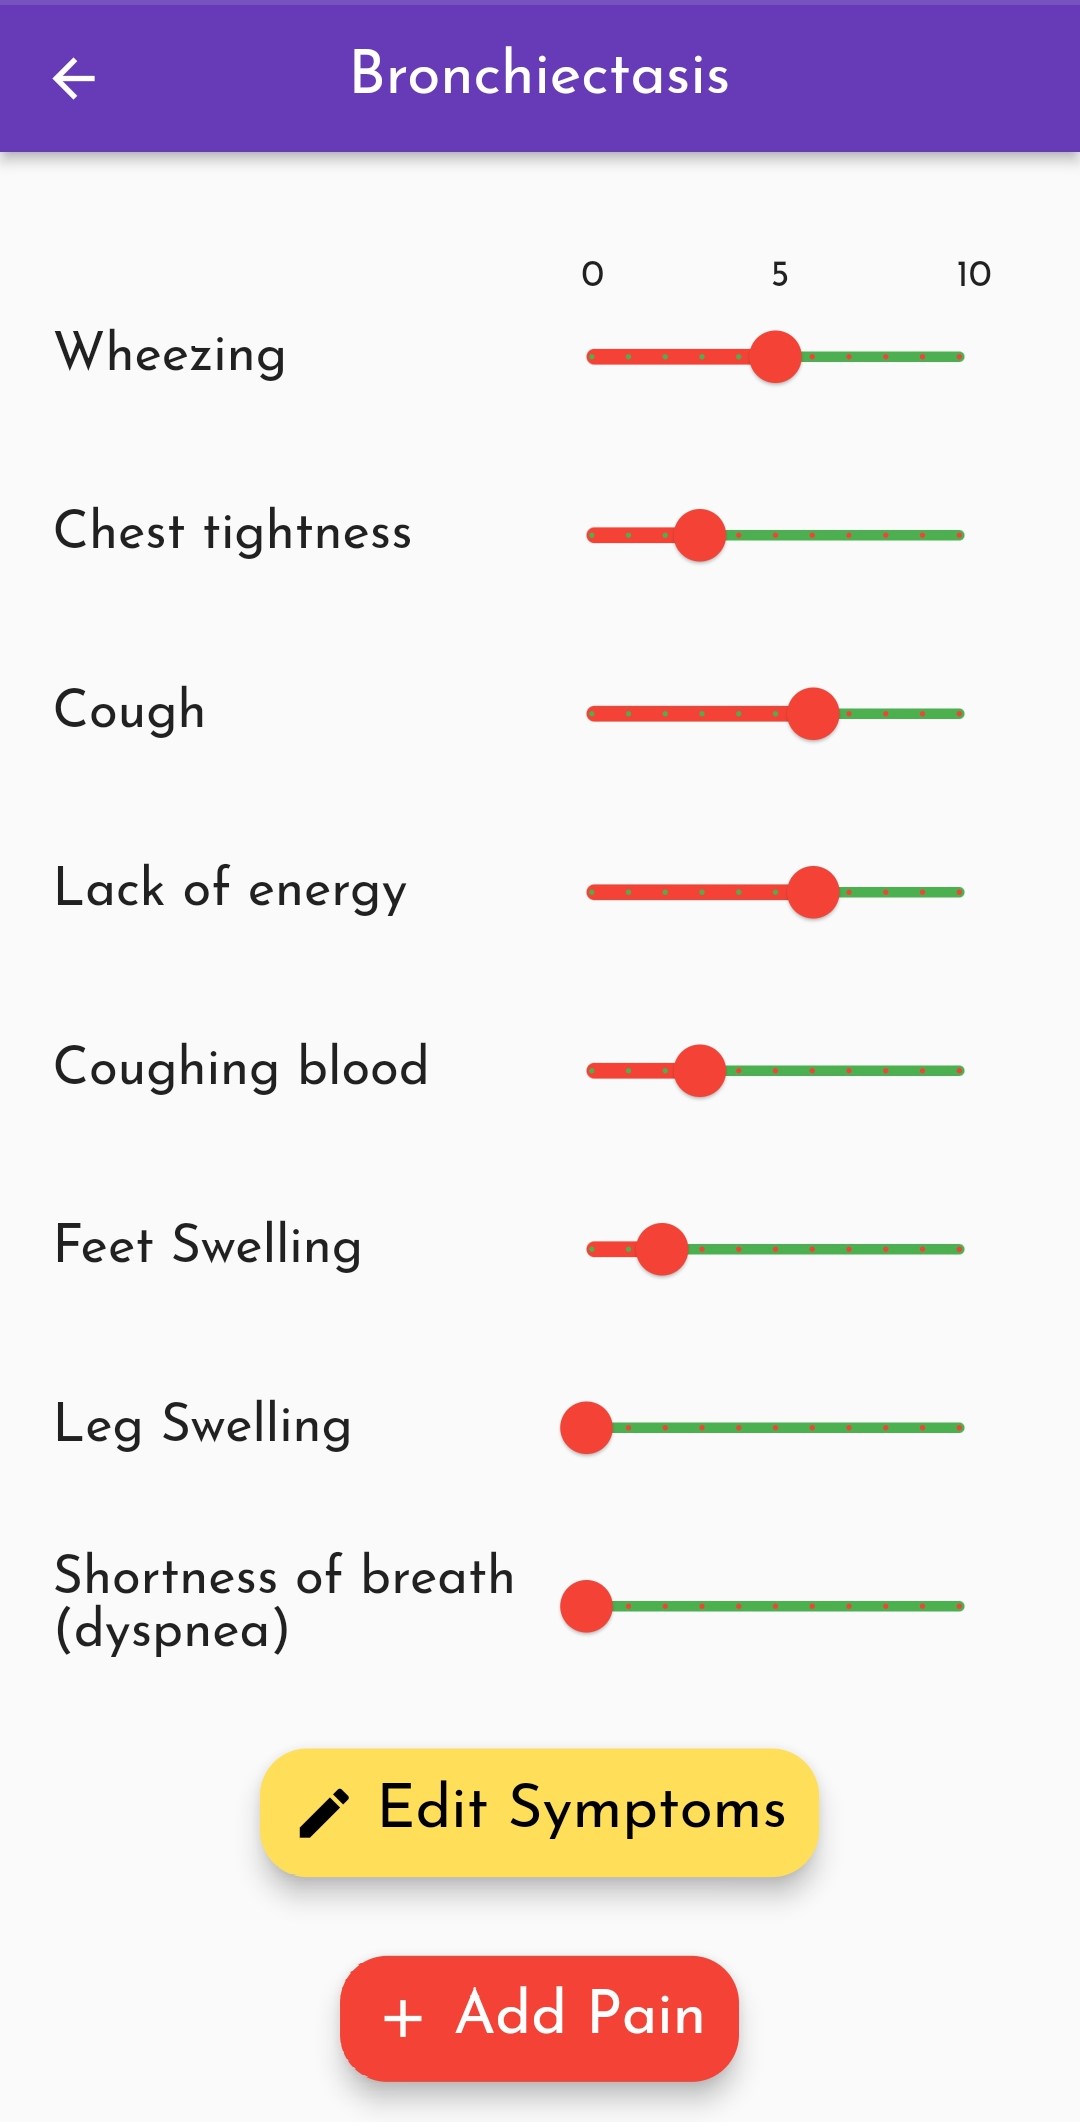 Bronchiectasis
0 5 10
Wheezing
Chest tightness
Cough
Lack of energy
Coughing blood
Feet Swelling
Leg Swelling
Shortness of breath
(dyspnea)
Edit Symptoms
+ Add Pain